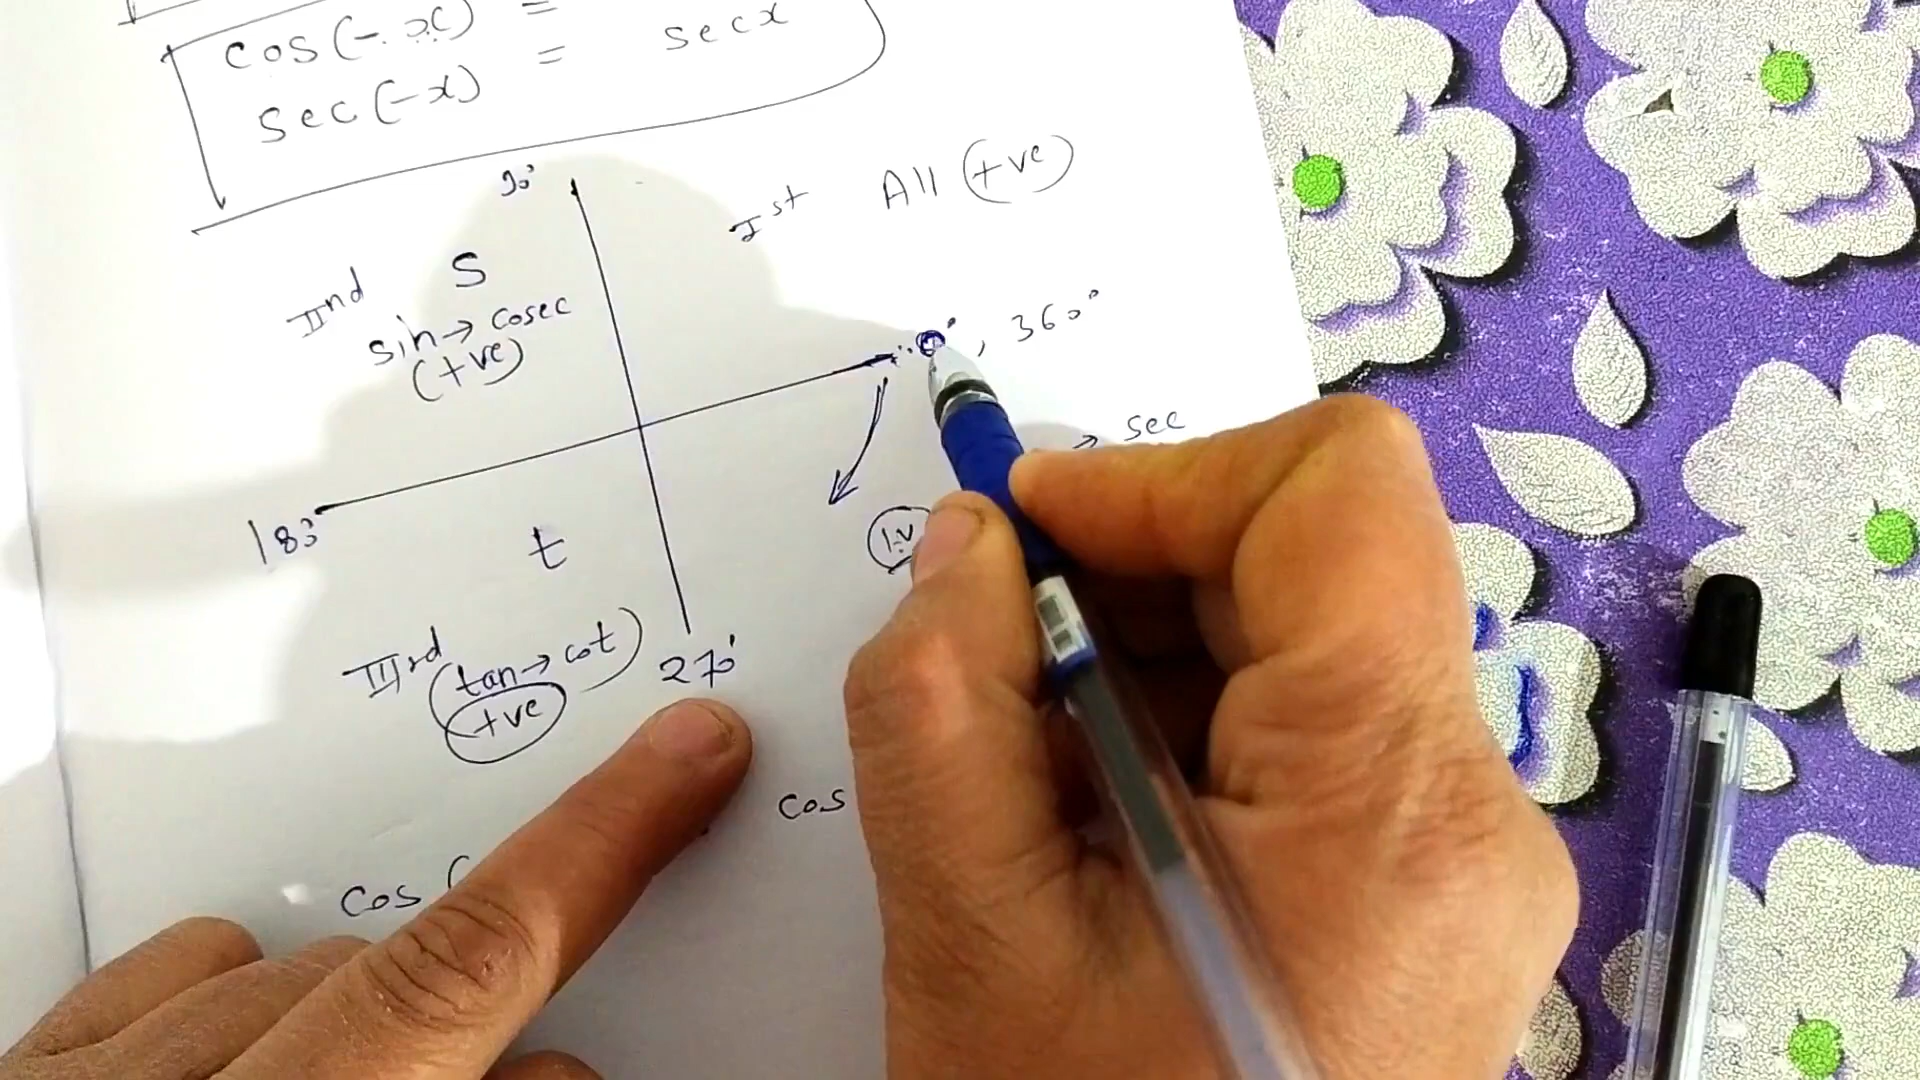 cos(-x) =
sec(-x) = secx
90°
Ist All (+ve)
IInd S
sin→ cosec
(+ve)
0°, 360°
→ sec
180°
t
IV
IIIrd (tan→cot)
+ve
270°
cos
cos (